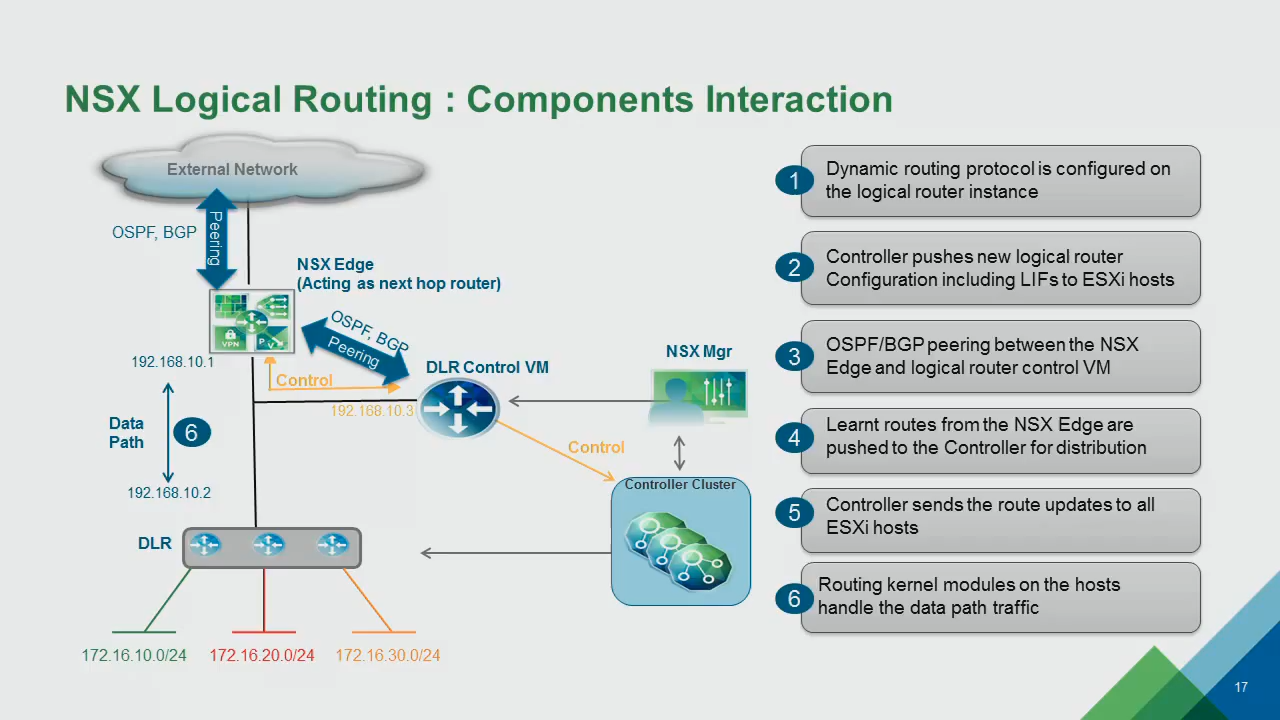 NSX Logical Routing : Components Interaction
External Network
OSPF, BGP
Peering
NSX Edge
(Acting as next hop router)
VPN
OSPF, BGP
Peering
192.168.10.1
Control
DLR Control VM
192.168.10.3
NSX Mgr
Data
Path
6
Control
192.168.10.2
Controller Cluster
DLR
172.16.10.0/24
172.16.20.0/24
172.16.30.0/24
1
Dynamic routing protocol is configured on
the logical router instance
2
Controller pushes new logical router
Configuration including LIFs to ESXi hosts
3
OSPF/BGP peering between the NSX
Edge and logical router control VM
4
Learnt routes from the NSX Edge are
pushed to the Controller for distribution
5
Controller sends the route updates to all
ESXi hosts
6
Routing kernel modules on the hosts
handle the data path traffic
17